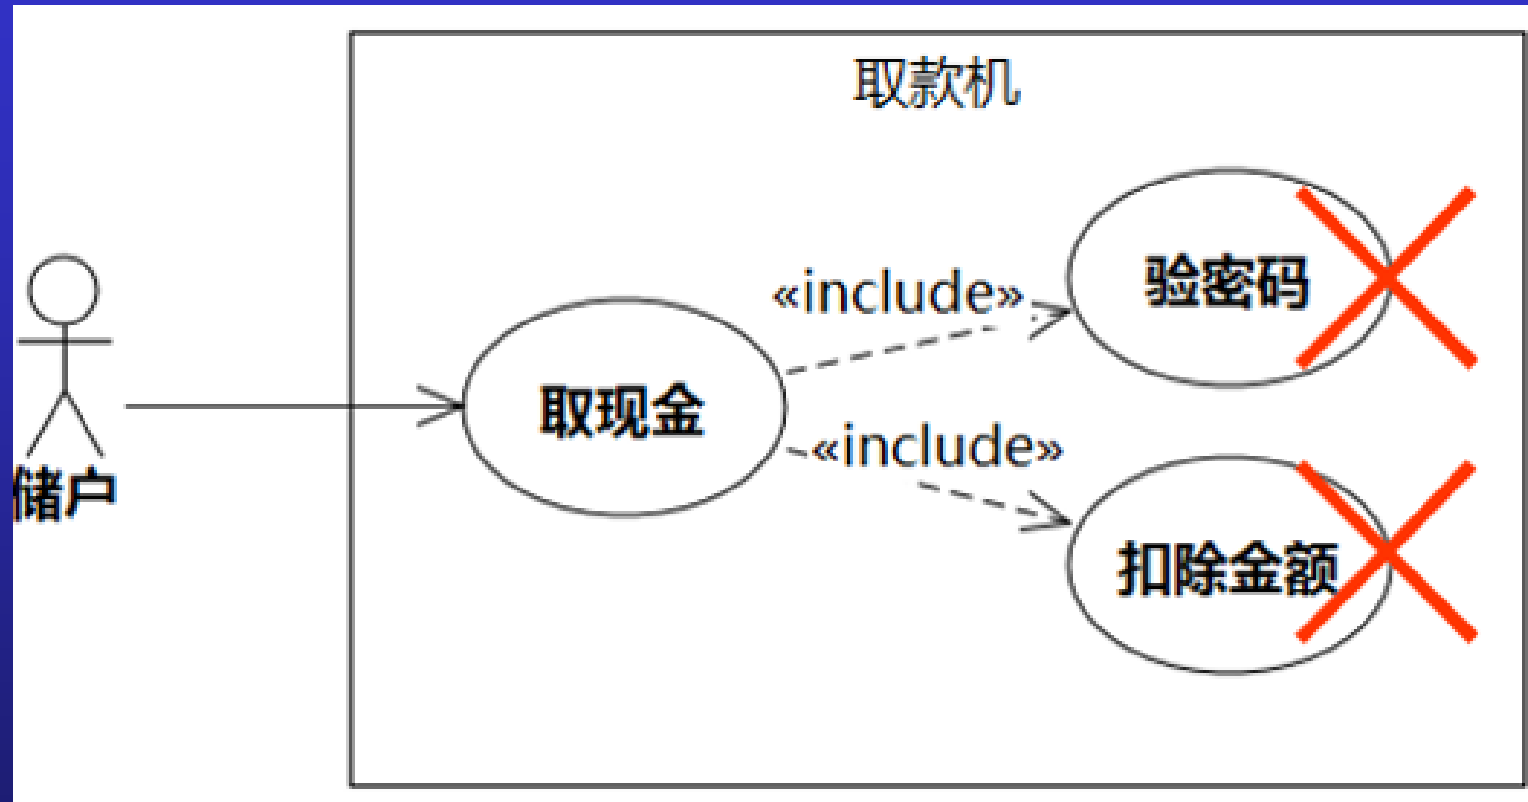 取款机
«include»
验密码
取现金
«include»
储户
扣除金额